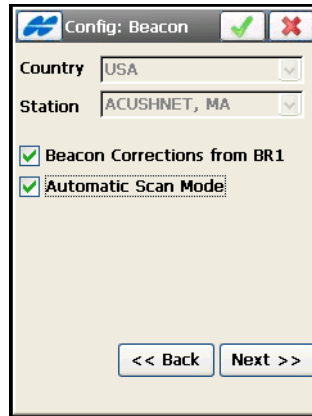 Config: Beacon
Country USA
Station ACUSHNET, MA
Beacon Corrections from BR1
Automatic Scan Mode
<< Back Next >>